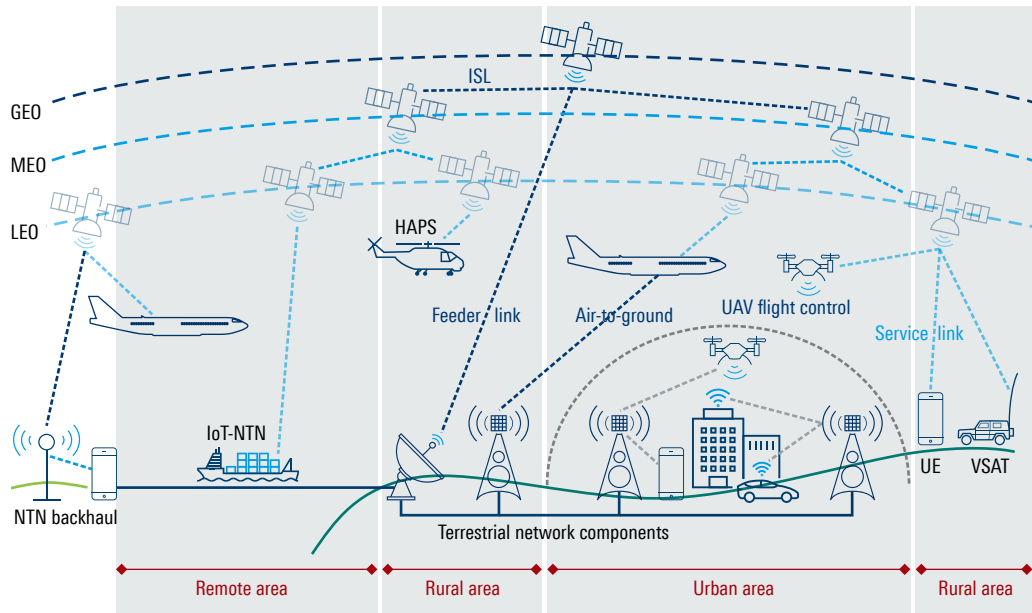 GEO
ISL
MEO
LEO
HAPS
Feeder link
Air-to-ground
UAV flight control
Service link
IoT-NTN
UE
VSAT
NTN backhaul
Terrestrial network components
Remote area
Rural area
Urban area
Rural area